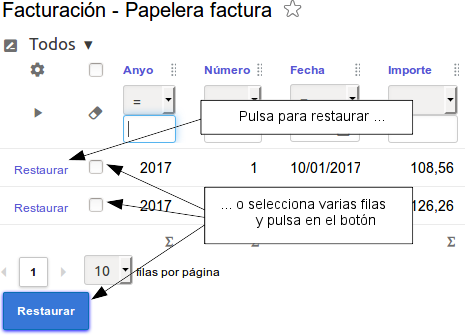 Facturación - Papelera factura
Todos
Anyo Número Fecha Importe
=
Pulsa para restaurar ...
Restaurar 2017 1 10/01/2017 108,56
... o selecciona varias filas
Restaurar 2017 126,26
y pulsa en el botón
Σ Σ Σ
1 10 filas por página
Restaurar